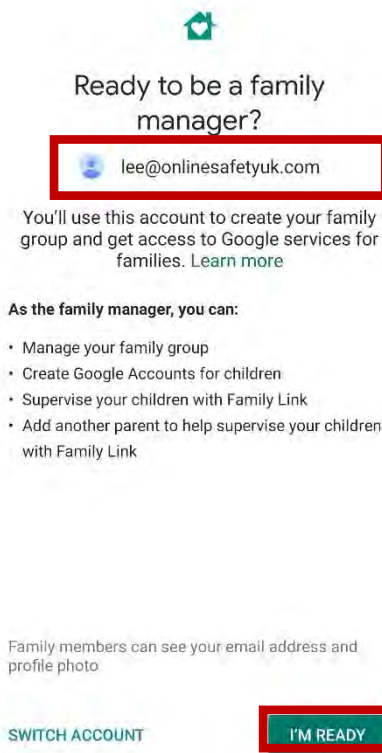 Ready to be a family
manager?
lee@onlinesafetyuk.com
You'll use this account to create your family
group and get access to Google services for
families. Learn more
As the family manager, you can:
• Manage your family group
• Create Google Accounts for children
• Supervise your children with Family Link
• Add another parent to help supervise your children
with Family Link
Family members can see your email address and
profile photo
SWITCH ACCOUNT
I'M READY